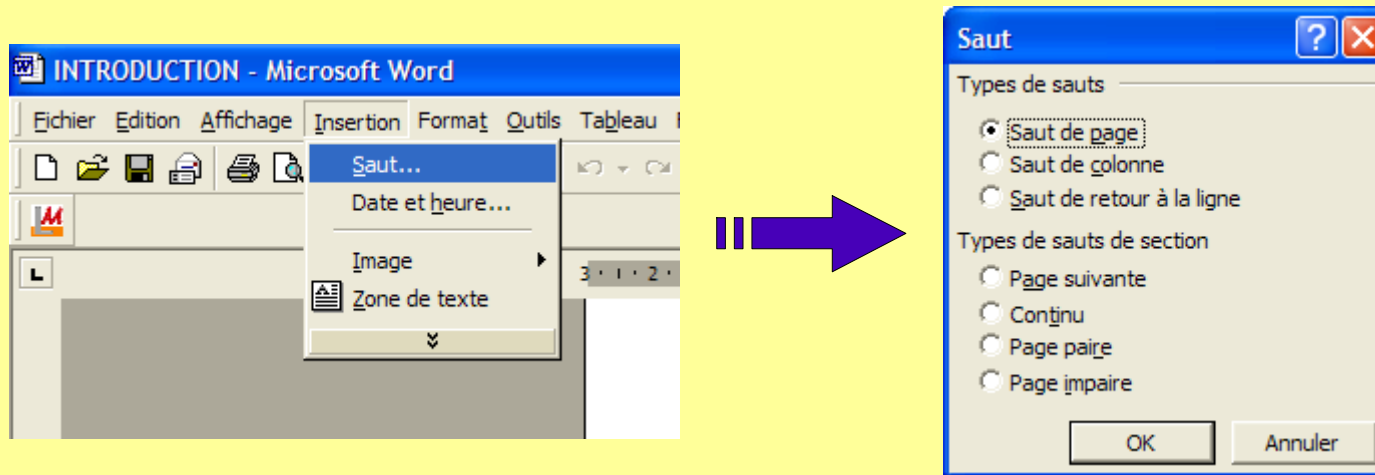 INTRODUCTION - Microsoft Word
Fichier Edition Affichage Insertion Format Outils Tableau
Saut...
Date et heure...
Image
Zone de texte
L
3 · ı · 2 ·
Saut
Types de sauts
Saut de page
Saut de colonne
Saut de retour à la ligne
Types de sauts de section
Page suivante
Continu
Page paire
Page impaire
OK Annuler